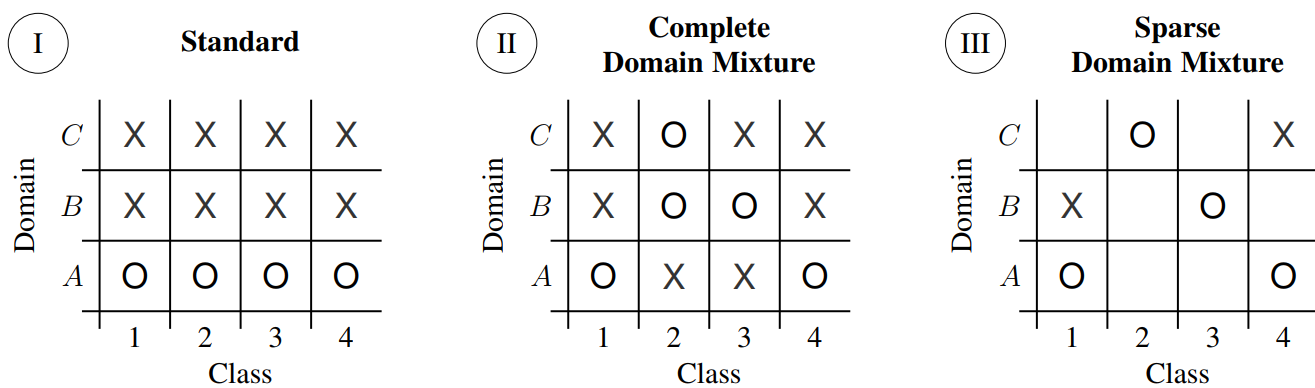 I
Standard
Domain
C X X X X
B X X X X
A O O O O
1 2 3 4
Class
II
Complete
Domain Mixture
Domain
C X O X X
B X O O X
A O X X O
1 2 3 4
Class
III
Sparse
Domain Mixture
Domain
C O X
B X O
A O O
1 2 3 4
Class